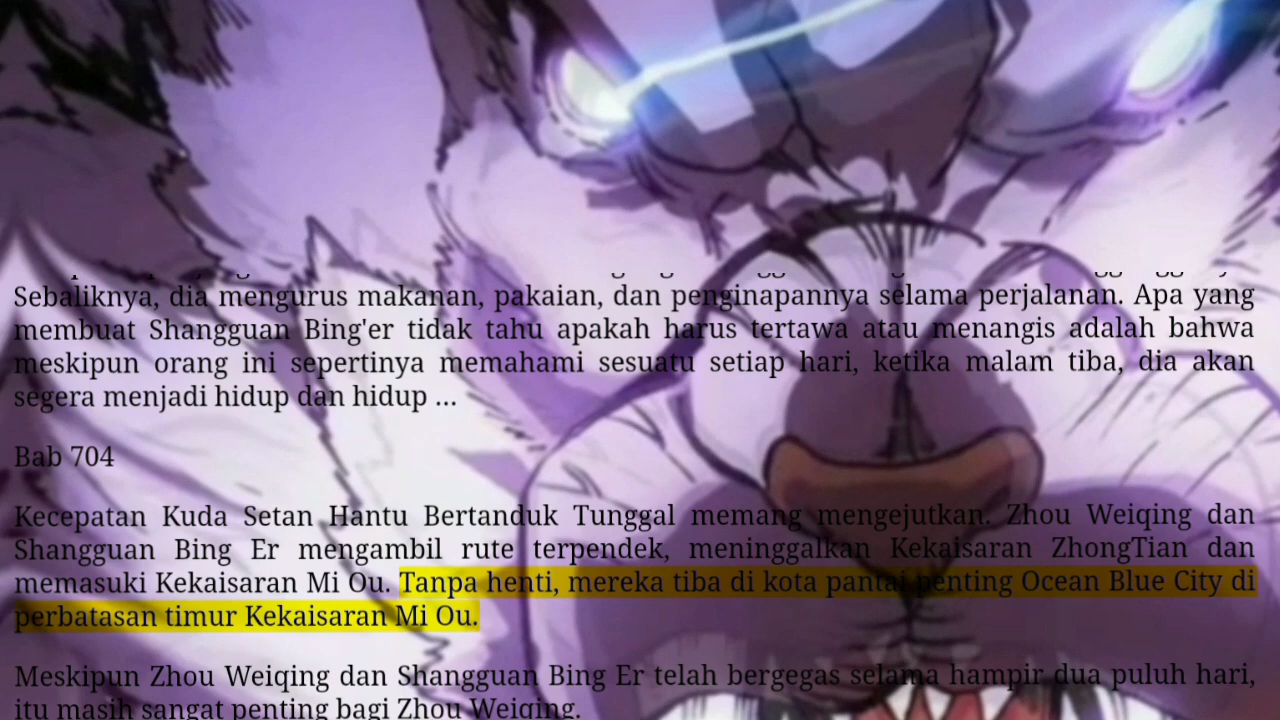 Sebaliknya, dia mengurus makanan, pakaian, dan penginapannya selama perjalanan. Apa yang
membuat Shangguan Bing'er tidak tahu apakah harus tertawa atau menangis adalah bahwa
meskipun orang ini sepertinya memahami sesuatu setiap hari, ketika malam tiba, dia akan
segera menjadi hidup dan hidup ...
Bab 704
Kecepatan Kuda Setan Hantu Bertanduk Tunggal memang mengejutkan. Zhou Weiqing dan
Shangguan Bing Er mengambil rute terpendek, meninggalkan Kekaisaran ZhongTian dan
memasuki Kekaisaran Mi Ou. Tanpa henti, mereka tiba di kota pantai penting Ocean Blue City di
perbatasan timur Kekaisaran Mi Ou.
Meskipun Zhou Weiqing dan Shangguan Bing Er telah bergegas selama hampir dua puluh hari,
itu masih sangat penting bagi Zhou Weiqing.